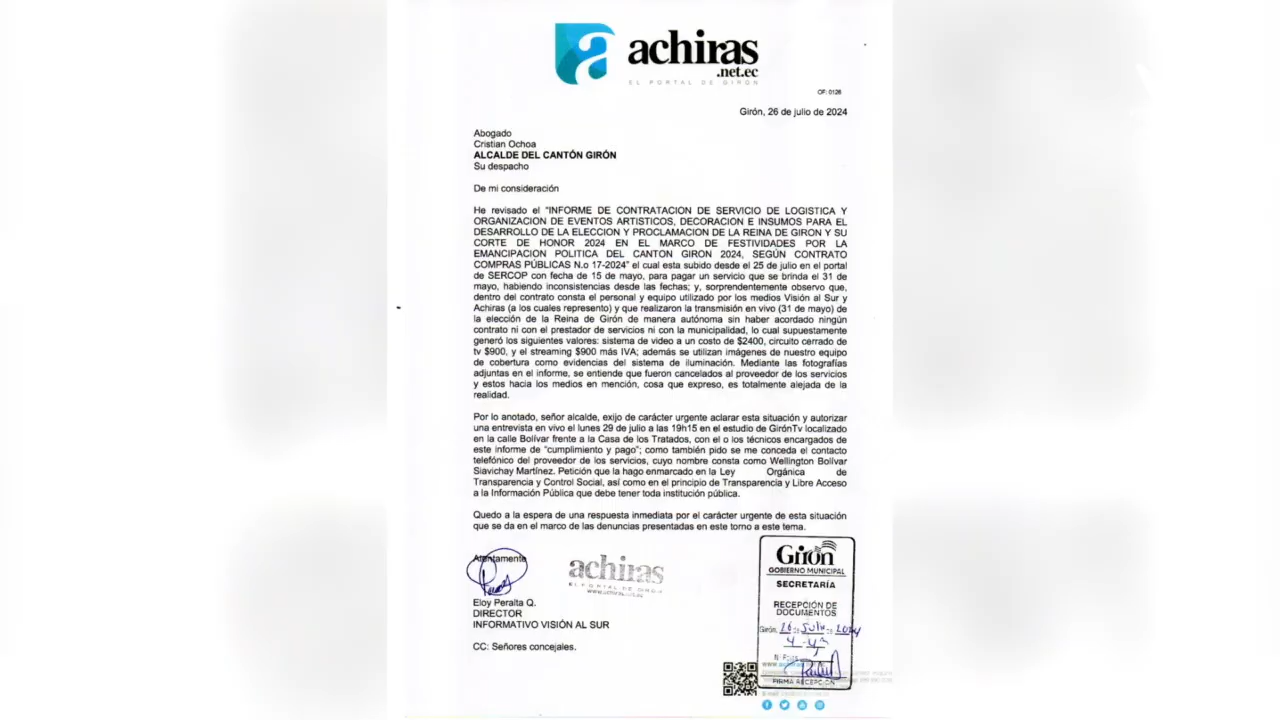 achiras
.net.ec
EL PORTAL DE GIRÓN
OF: 0126
Girón, 26 de julio de 2024
Abogado
Cristian Ochoa
ALCALDE DEL CANTÓN GIRÓN
Su despacho
De mi consideración
He revisado el "INFORME DE CONTRATACION DE SERVICIO DE LOGISTICA Y
ORGANIZACION DE EVENTOS ARTISTICOS, DECORACION E INSUMOS PARA EL
DESARROLLO DE LA ELECCION Y PROCLAMACION DE LA REINA DE GIRON Y SU
CORTE DE HONOR 2024 EN EL MARCO DE FESTIVIDADES POR LA
EMANCIPACION POLITICA DEL CANTON GIRON 2024, SEGÚN CONTRATO
COMPRAS PÚBLICAS N.o 17-2024" el cual esta subido desde el 25 de julio en el portal
de SERCOP con fecha de 15 de mayo, para pagar un servicio que se brinda el 31 de
mayo, habiendo inconsistencias desde las fechas; y, sorprendentemente observo que,
dentro del contrato consta el personal y equipo utilizado por los medios Visión al Sur y
Achiras (a los cuales represento) y que realizaron la transmisión en vivo (31 de mayo) de
la elección de la Reina de Girón de manera autónoma sin haber acordado ningún
contrato ni con el prestador de servicios ni con la municipalidad, lo cual supuestamente
generó los siguientes valores: sistema de video a un costo de $2400, circuito cerrado de
tv $900, y el streaming $900 más IVA; además se utilizan imágenes de nuestro equipo
de cobertura como evidencias del sistema de iluminación. Mediante las fotografías
adjuntas en el informe, se entiende que fueron cancelados al proveedor de los servicios
y estos hacia los medios en mención, cosa que expreso, es totalmente alejada de la
realidad.
Por lo anotado, señor alcalde, exijo de carácter urgente aclarar esta situación y autorizar
una entrevista en vivo el lunes 29 de julio a las 19h15 en el estudio de GirónTv localizado
en la calle Bolívar frente a la Casa de los Tratados, con el o los técnicos encargados de
este informe de "cumplimiento y pago"; como también pido se me conceda el contacto
telefónico del proveedor de los servicios, cuyo nombre consta como Wellington Bolívar
Siavichay Martínez. Petición que la hago enmarcado en la Ley Orgánica de
Transparencia y Control Social, así como en el principio de Transparencia y Libre Acceso
a la Información Pública que debe tener toda institución pública.
Quedo a la espera de una respuesta inmediata por el carácter urgente de esta situación
que se da en el marco de las denuncias presentadas en este torno a este tema.
Atentamente
achiras
EL PORTAL DE GIRÓN
Eloy Peralta Q.
DIRECTOR
INFORMATIVO VISIÓN AL SUR
CC: Señores concejales.
Girón
GOBIERNO MUNICIPAL
SECRETARÍA
RECEPCIÓN DE
DOCUMENTOS
Girón, 26 Julio 2024
FIRMA RECEPCIÓN